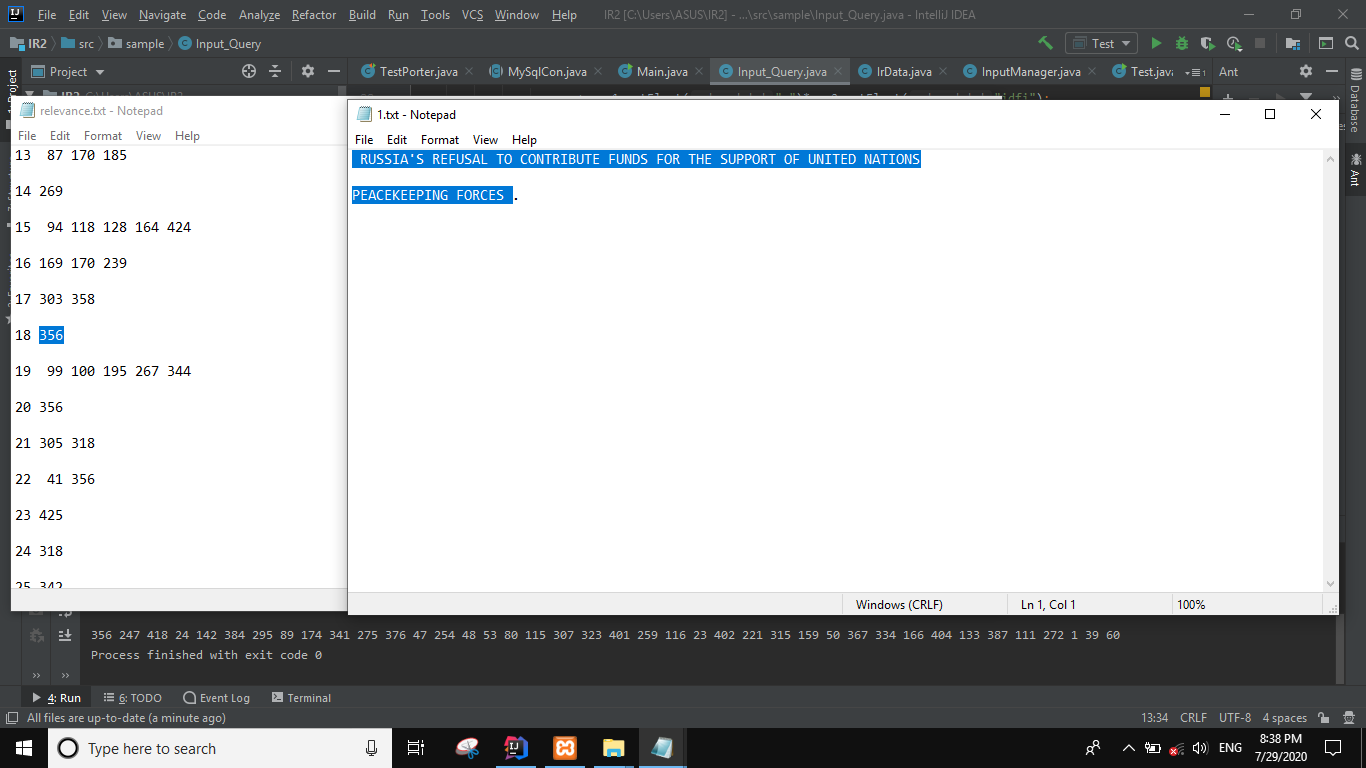 File Edit View Navigate Code Analyze Refactor Build Run Tools VCS Window Help IR2 [C:\Users\ASUS\IR2] - ...\src\sample\Input_Query.java - IntelliJ IDEA
IR2 src sample Input_Query Test
Project TestPorter.java MySqlCon.java Main.java Input_Query.java IrData.java InputManager.java Test.java Ant
relevance.txt - Notepad
File Edit Format View Help
13 87 170 185
14 269
15 94 118 128 164 424
16 169 170 239
17 303 358
18 356
19 99 100 195 267 344
20 356
21 305 318
22 41 356
23 425
24 318
25 342
1.txt - Notepad
File Edit Format View Help
RUSSIA'S REFUSAL TO CONTRIBUTE FUNDS FOR THE SUPPORT OF UNITED NATIONS
PEACEKEEPING FORCES .
Windows (CRLF) Ln 1, Col 1 100%
Project
Database
Ant
356 247 418 24 142 384 295 89 174 341 275 376 47 254 48 53 80 115 307 323 401 259 116 23 402 221 315 159 50 367 334 166 404 133 387 111 272 1 39 60
Process finished with exit code 0
4: Run 6: TODO Event Log Terminal
All files are up-to-date (a minute ago) 13:34 CRLF UTF-8 4 spaces
Type here to search ENG 8:38 PM
7/29/2020